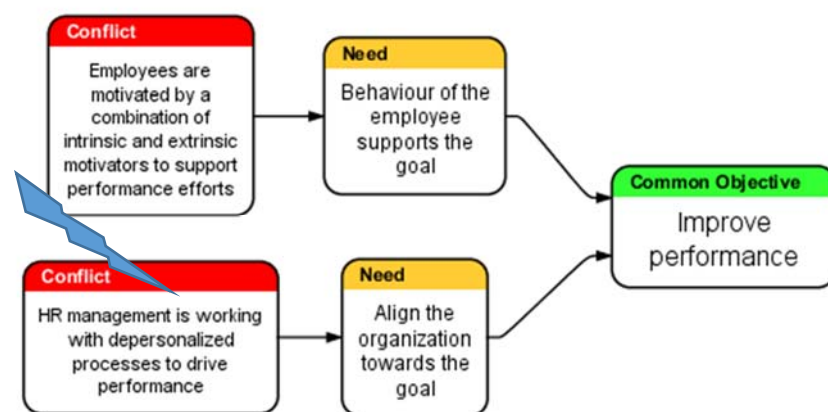 Conflict
Employees are
motivated by a
combination of
intrinsic and extrinsic
motivators to support
performance efforts
Need
Behaviour of the
employee
supports the
goal
Common Objective
Improve
performance
Conflict
HR management is working
with depersonalized
processes to drive
performance
Need
Align the
organization
towards the
goal